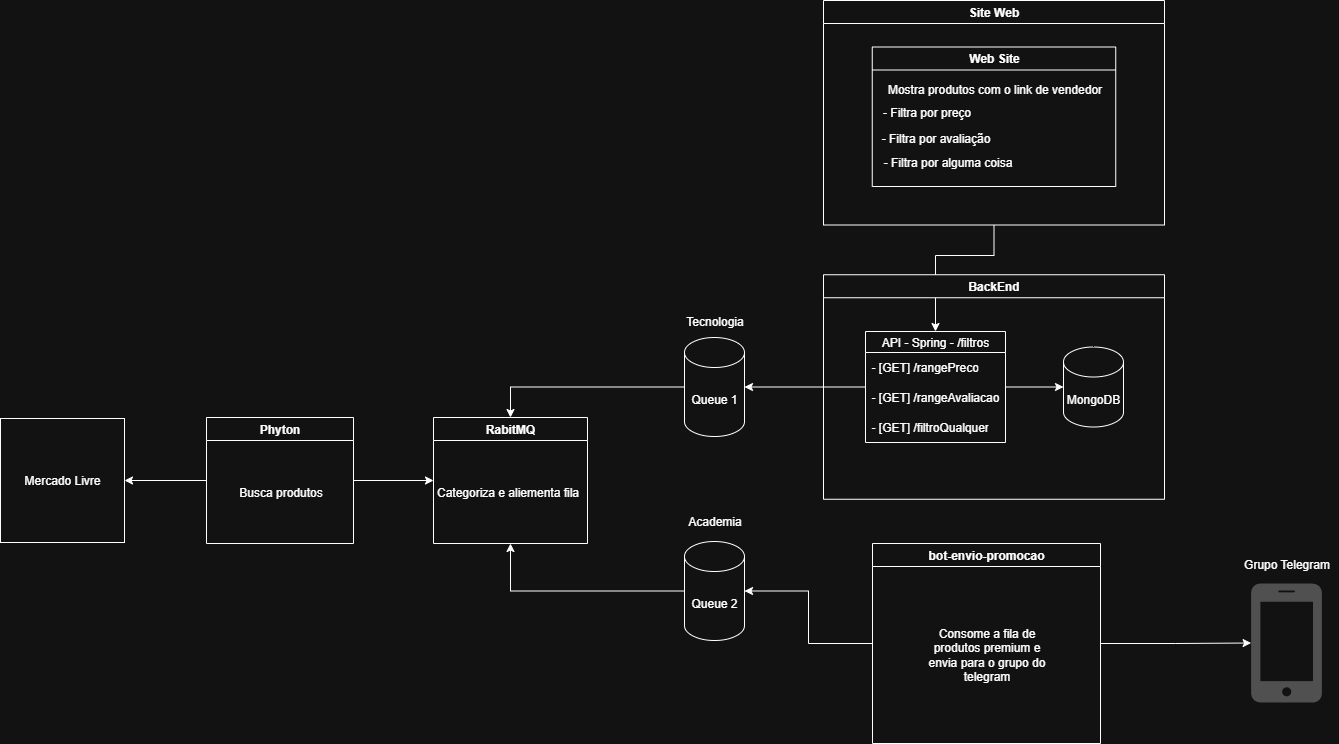 Site Web
Web Site
Mostra produtos com o link de vendedor
- Filtra por preço
- Filtra por avaliação
- Filtra por alguma coisa
BackEnd
API - Spring - /filtros
- [GET] /rangePreco
- [GET] /rangeAvaliacao
- [GET] /filtroQualquer
MongoDB
Tecnologia
Queue 1
Mercado Livre
Phyton
Busca produtos
RabitMQ
Categoriza e aliementa fila
Academia
Queue 2
bot-envio-promocao
Consome a fila de
produtos premium e
envia para o grupo do
telegram
Grupo Telegram